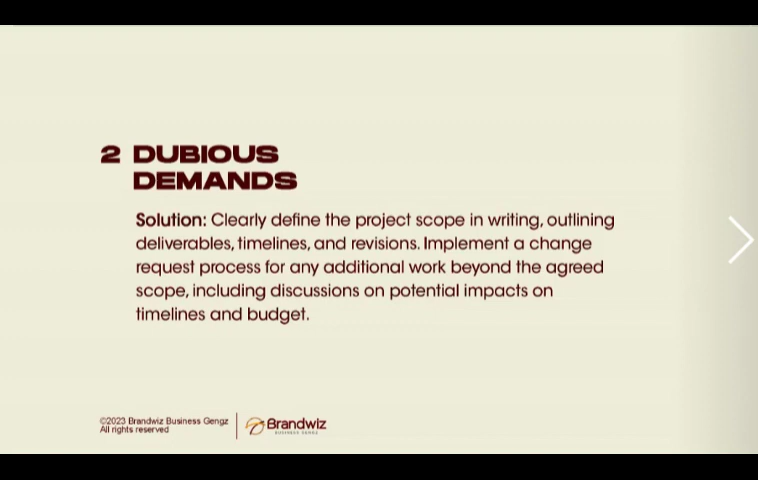 2 DUBIOUS
DEMANDS
Solution: Clearly define the project scope in writing, outlining
deliverables, timelines, and revisions. Implement a change
request process for any additional work beyond the agreed
scope, including discussions on potential impacts on
timelines and budget.
©2023 Brandwiz Business Gengz
All rights reserved
Brandwiz
BUSINESS GENGZ